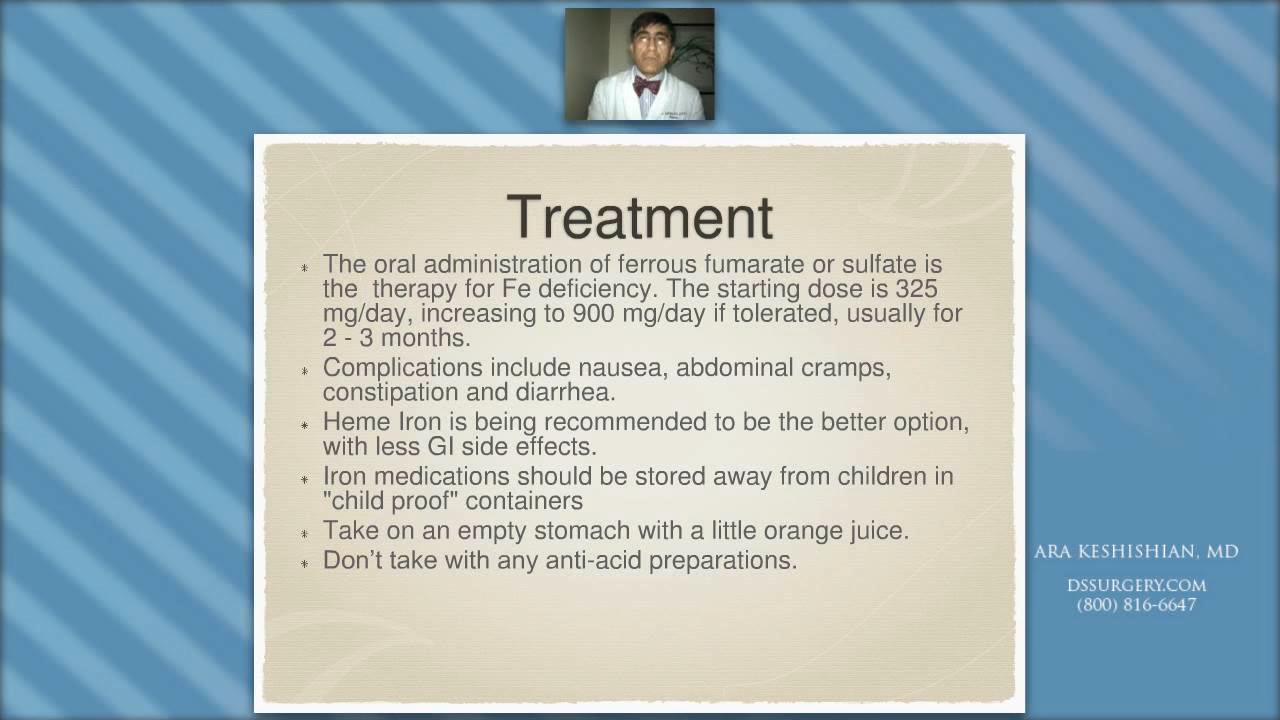 Treatment
* The oral administration of ferrous fumarate or sulfate is
the therapy for Fe deficiency. The starting dose is 325
mg/day, increasing to 900 mg/day if tolerated, usually for
2 - 3 months.
* Complications include nausea, abdominal cramps,
constipation and diarrhea.
* Heme Iron is being recommended to be the better option,
with less GI side effects.
* Iron medications should be stored away from children in
"child proof" containers
* Take on an empty stomach with a little orange juice.
* Don't take with any anti-acid preparations.
ARA KESHISHIAN, MD
DSSURGERY.COM
(800) 816-6647